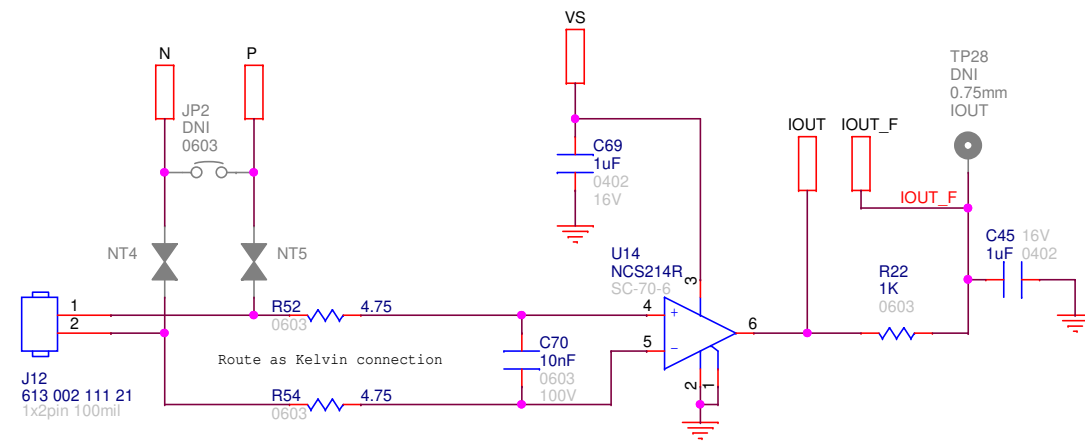 VS
TP28
DNI
0.75mm
IOUT
N
P
JP2
DNI
0603
IOUT
IOUT_F
C69
1uF
0402
16V
IOUT_F
NT4
NT5
U14
NCS214R
SC-70-6
3
C45
16V
1uF
0402
R22
1K
0603
1
2
R52
4.75
0603
4
+
6
5
−
C70
10nF
0603
100V
Route as Kelvin connection
J12
613 002 111 21
1x2pin 100mil
R54
4.75
0603
2
1